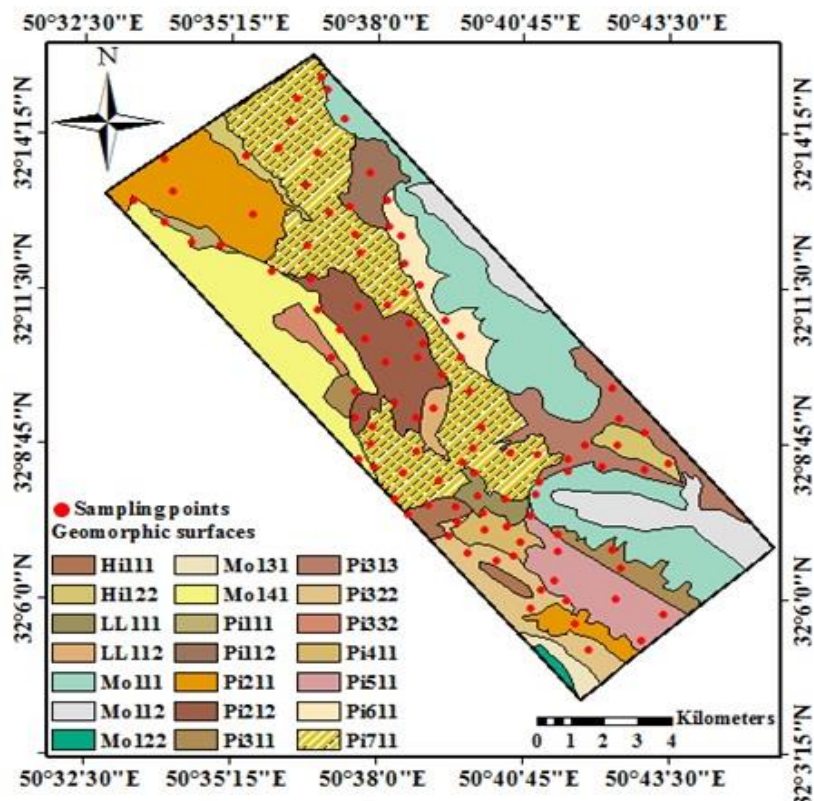 50°32'30"E 50°35'15"E 50°38'0"E 50°40'45"E 50°43'30"E
N
32°14'15"N 32°14'15"N
32°11'30"N 32°11'30"N
32°8'45"N 32°8'45"N
32°6'0"N 32°6'0"N
32°3'15"N
Sampling points
Geomorphic surfaces
Hi111 Mo131 Pi313
Hi122 Mo141 Pi322
LL111 Pi111 Pi332
LL112 Pi112 Pi411
Mo111 Pi211 Pi511
Mo112 Pi212 Pi611
Mo122 Pi311 Pi711
Kilometers
0 1 2 3 4
50°32'30"E 50°35'15"E 50°38'0"E 50°40'45"E 50°43'30"E